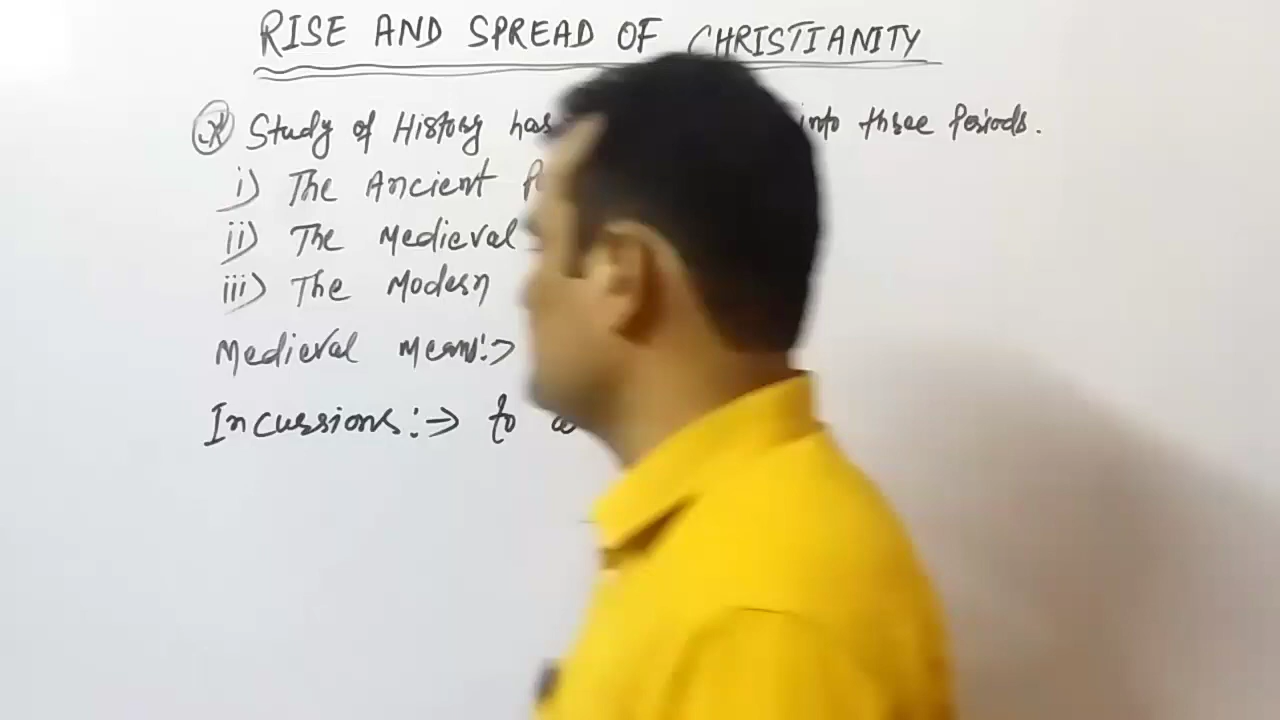 RISE AND SPREAD OF CHRISTIANITY
Study of History has into three Periods.
i) The Ancient
ii) The Medieval
iii) The Modern
Medieval Means:->
Incursions:-> to